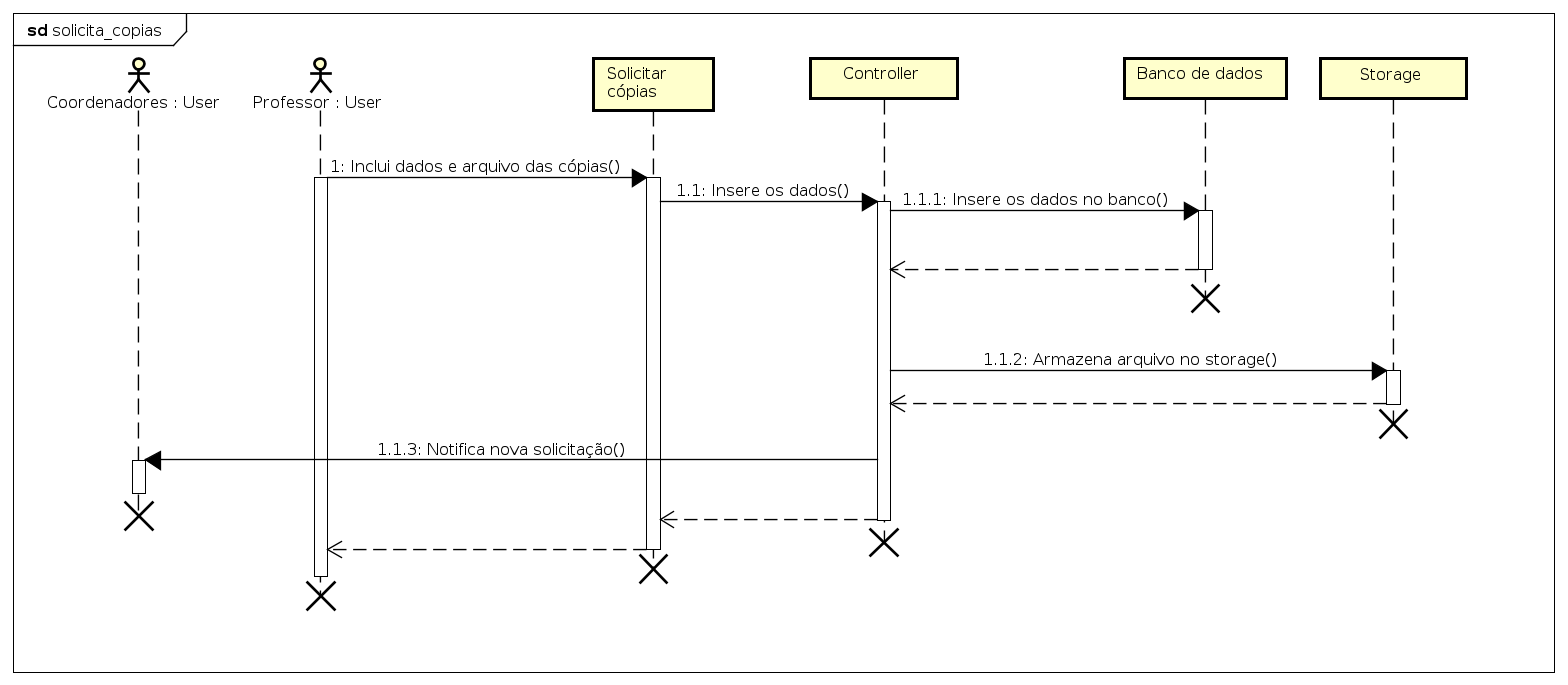 sd solicita_copias
Coordenadores : User
Professor : User
Solicitar
cópias
Controller
Banco de dados
Storage
1: Inclui dados e arquivo das cópias()
1.1: Insere os dados()
1.1.1: Insere os dados no banco()
1.1.2: Armazena arquivo no storage()
1.1.3: Notifica nova solicitação()